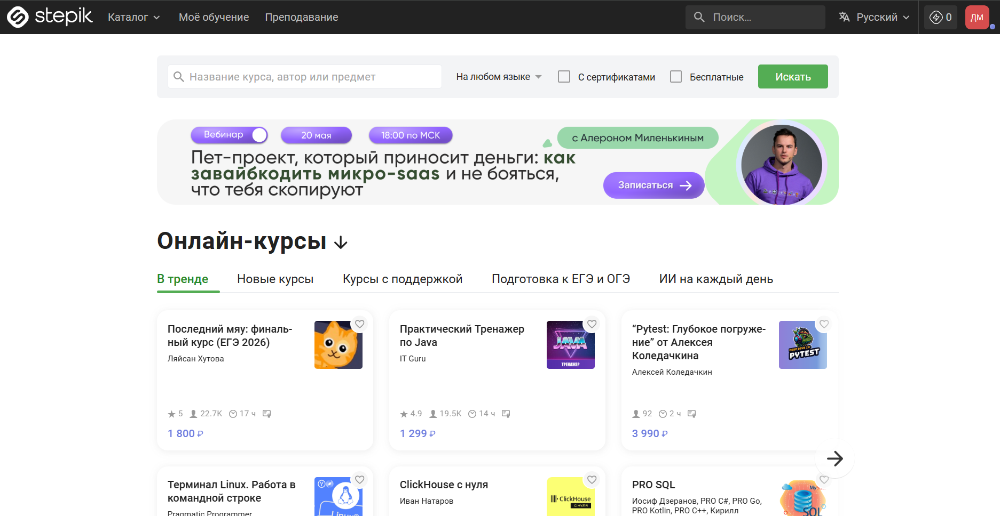 stepik
Каталог
Моё обучение
Преподавание
Поиск...
Русский
0
ДМ
Название курса, автор или предмет
На любом языке
С сертификатами
Бесплатные
Искать
Вебинар
20 мая
18:00 по МСК
с Алероном Миленькиным
Пет-проект, который приносит деньги: как
завайбкодить микро-saas и не бояться,
что тебя скопируют
Записаться
Онлайн-курсы
В тренде
Новые курсы
Курсы с поддержкой
Подготовка к ЕГЭ и ОГЭ
ИИ на каждый день
Последний мяу: финаль-
ный курс (ЕГЭ 2026)
Ляйсан Хутова
5
22.7K
17 ч
1 800 ₽
Практический Тренажер
по Java
IT Guru
JAVA
ТРЕНАЖЕР
4.9
19.5K
14 ч
1 299 ₽
“Pytest: Глубокое погруже-
ние” от Алексея
Коледачкина
Алексей Коледачкин
DEEP DIVE IN
PYTEST
92
2 ч
3 990 ₽
Терминал Linux. Работа в
командной строке
Pragmatic Programmer
Linux
ClickHouse с нуля
Иван Натаров
ClickHouse
С НУЛЯ
PRO SQL
Иосиф Дзеранов, PRO C#, PRO Go,
PRO Kotlin, PRO C++, Кирилл
SQL